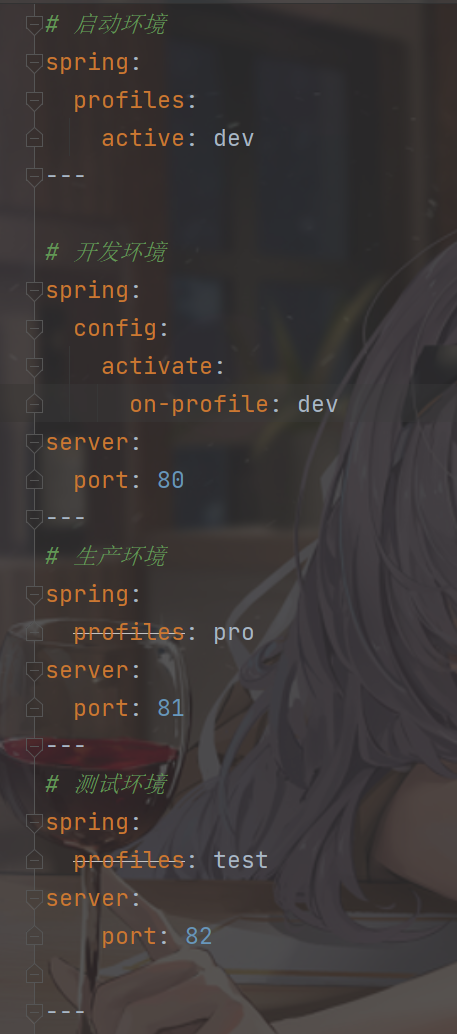 # 启动环境
spring:
  profiles:
    active: dev
---
# 开发环境
spring:
  config:
    activate:
      on-profile: dev
server:
  port: 80
---
# 生产环境
spring:
  profiles: pro
server:
  port: 81
---
# 测试环境
spring:
  profiles: test
server:
    port: 82
---